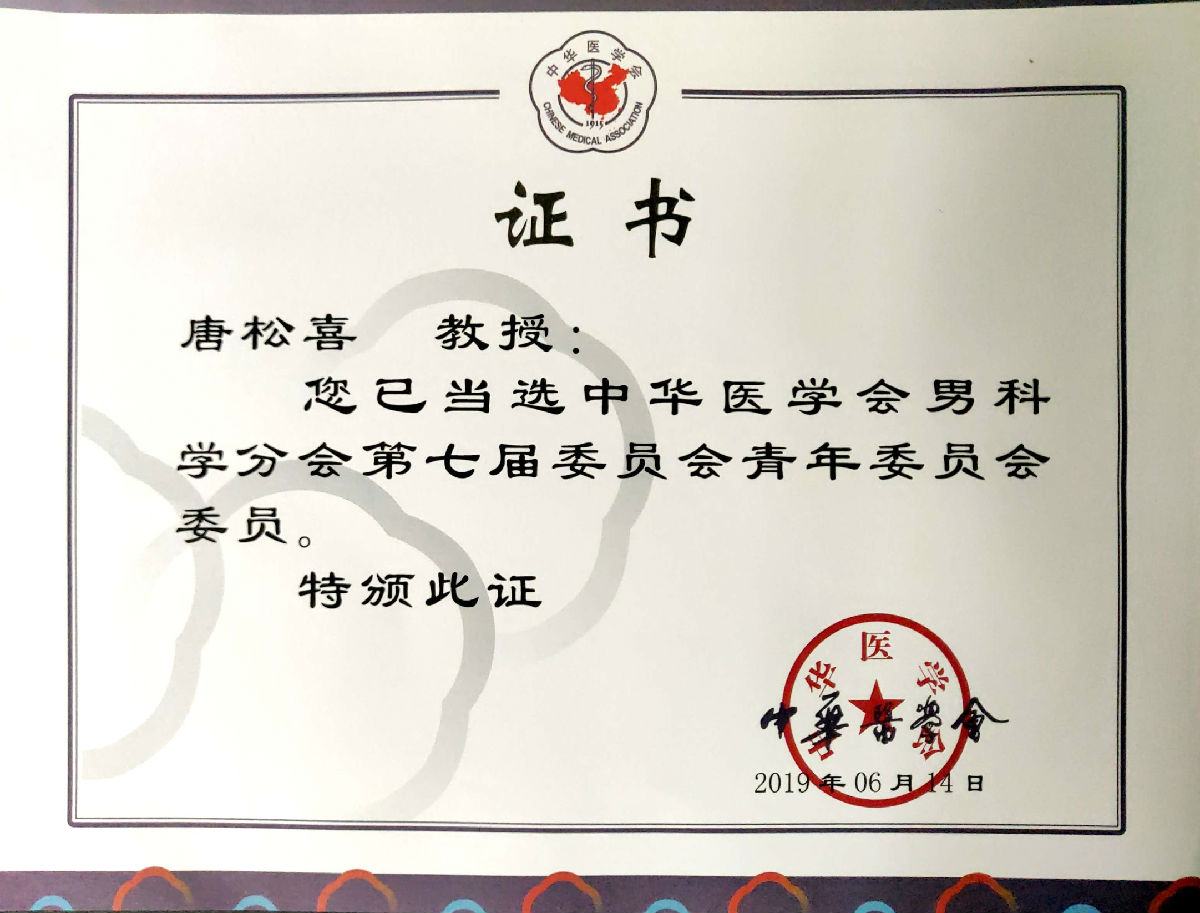 中华医学会
CHINESE MEDICAL ASSOCIATION
1915
证书
唐松喜 教授：
您已当选中华医学会男科
学分会第七届委员会青年委员会
委员。
特颁此证
中华医学会
中華醫學會
2019年06月14日